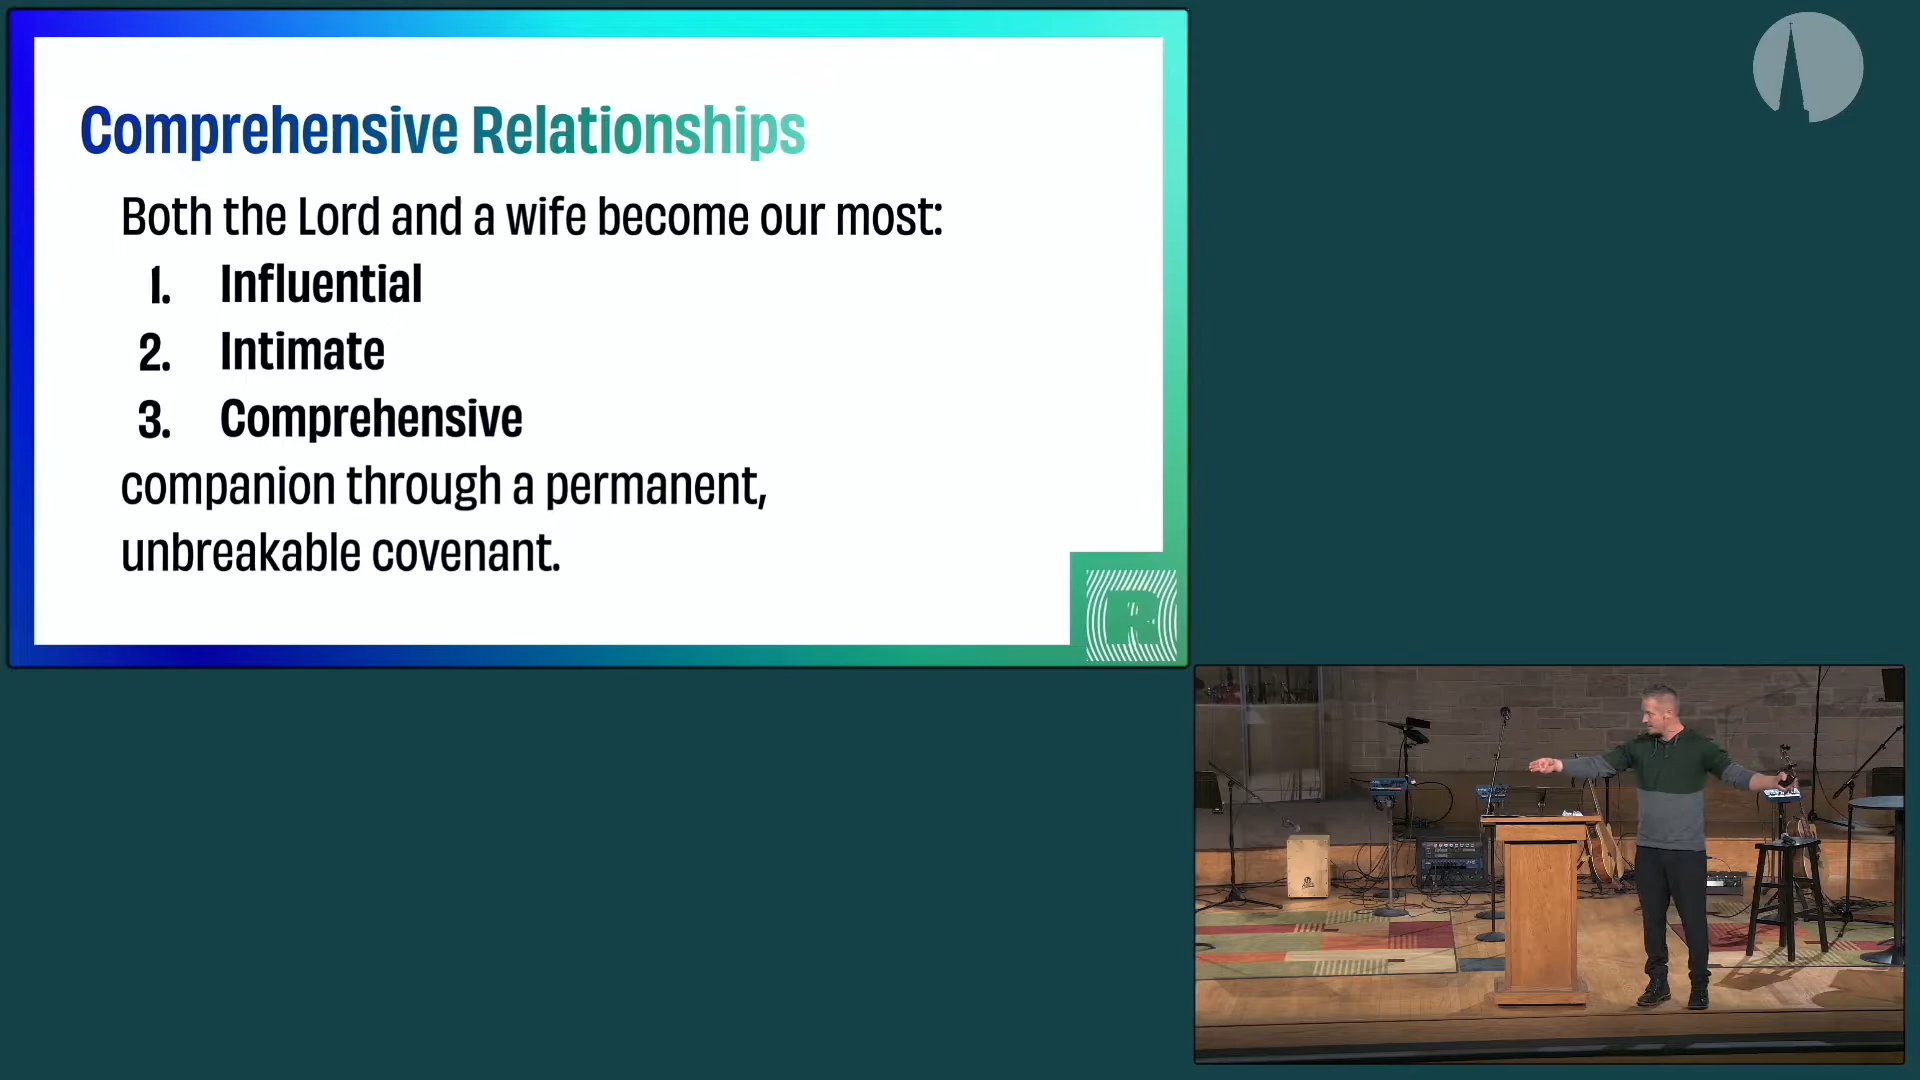 Comprehensive Relationships
Both the Lord and a wife become our most:
1. Influential
2. Intimate
3. Comprehensive
companion through a permanent,
unbreakable covenant.
R